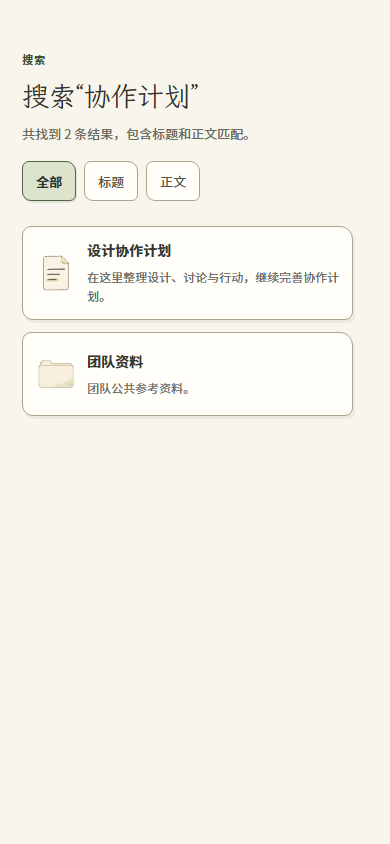 搜索
搜索“协作计划”
共找到 2 条结果，包含标题和正文匹配。
全部 标题 正文
设计协作计划
在这里整理设计、讨论与行动，继续完善协作计
划。
团队资料
团队公共参考资料。